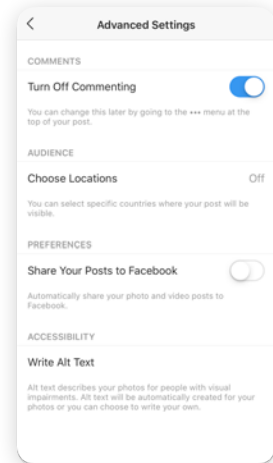 Advanced Settings
COMMENTS
Turn Off Commenting
You can change this later by going to the ••• menu at the
top of your post.
AUDIENCE
Choose Locations Off
You can select specific countries where your post will be
visible.
PREFERENCES
Share Your Posts to Facebook
Automatically share your photo and video posts to
Facebook.
ACCESSIBILITY
Write Alt Text
Alt text describes your photos for people with visual
impairments. Alt text will be automatically created for your
photos or you can choose to write your own.